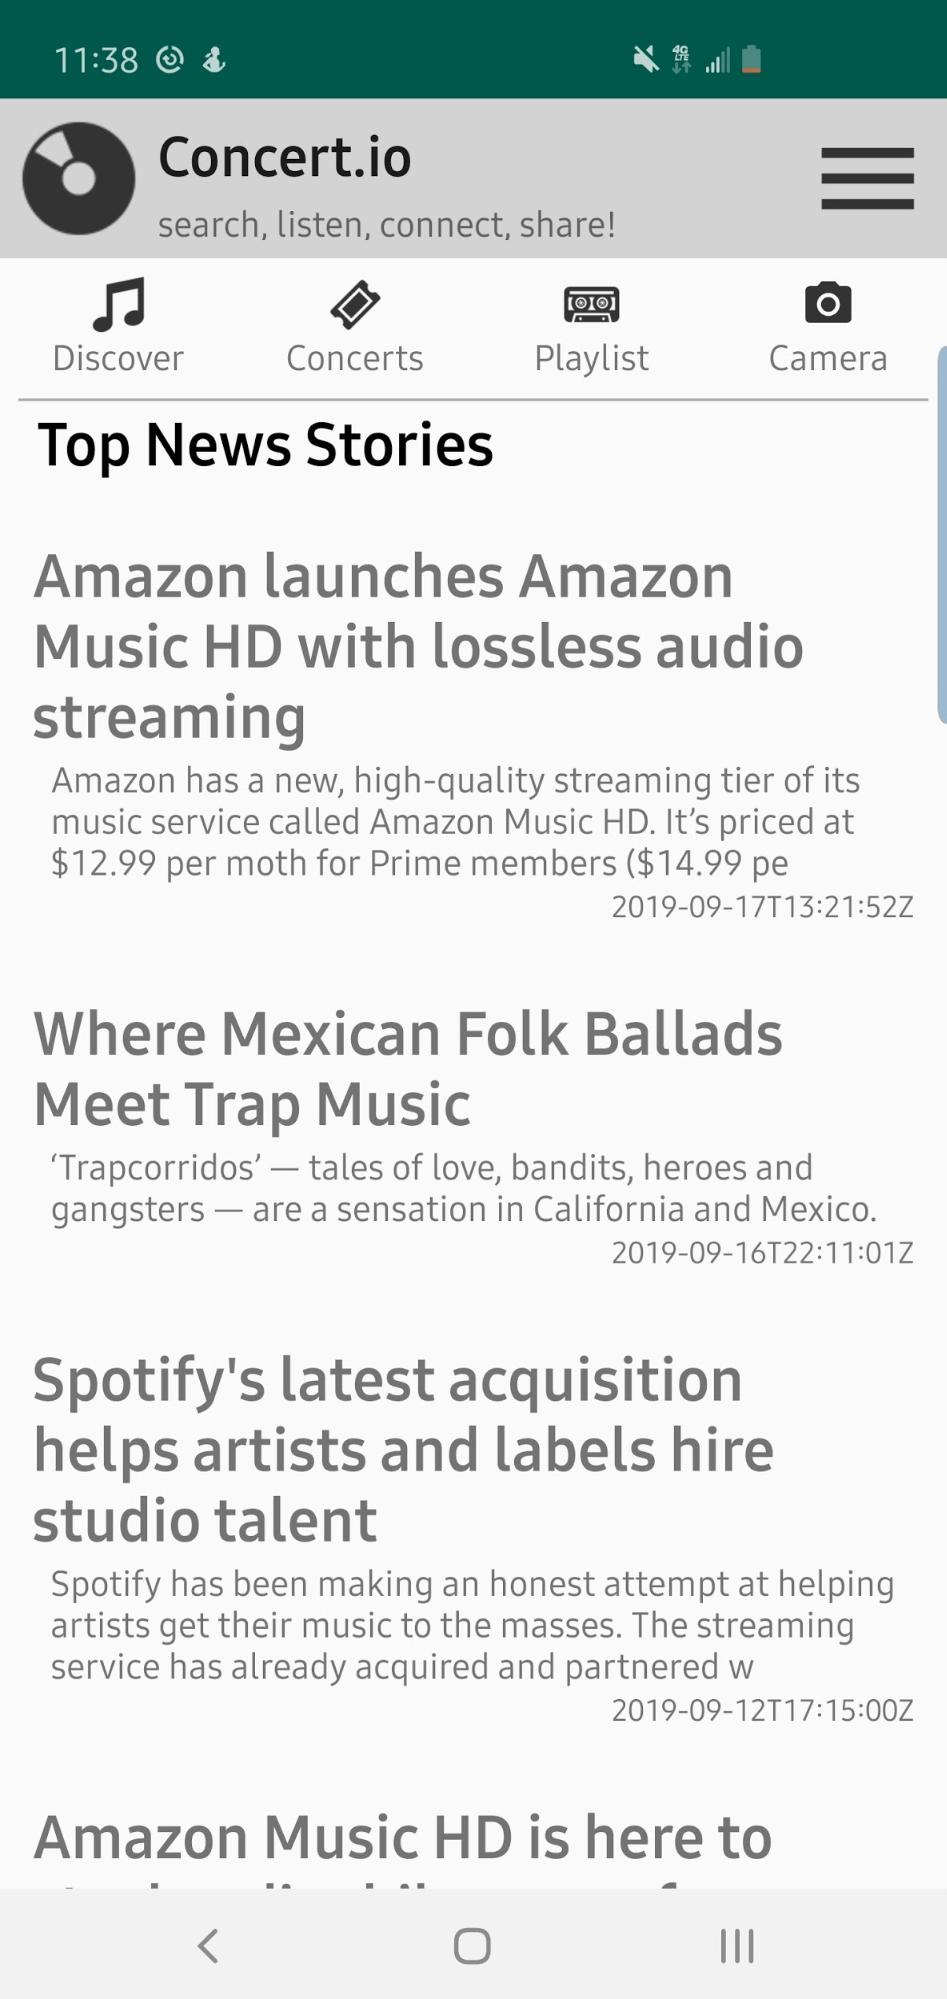 11:38
4G
LTE
Concert.io
search, listen, connect, share!
Discover Concerts Playlist Camera
Top News Stories
Amazon launches Amazon
Music HD with lossless audio
streaming
Amazon has a new, high-quality streaming tier of its
music service called Amazon Music HD. It’s priced at
$12.99 per moth for Prime members ($14.99 pe
2019-09-17T13:21:52Z
Where Mexican Folk Ballads
Meet Trap Music
‘Trapcorridos’ — tales of love, bandits, heroes and
gangsters — are a sensation in California and Mexico.
2019-09-16T22:11:01Z
Spotify's latest acquisition
helps artists and labels hire
studio talent
Spotify has been making an honest attempt at helping
artists get their music to the masses. The streaming
service has already acquired and partnered w
2019-09-12T17:15:00Z
Amazon Music HD is here to